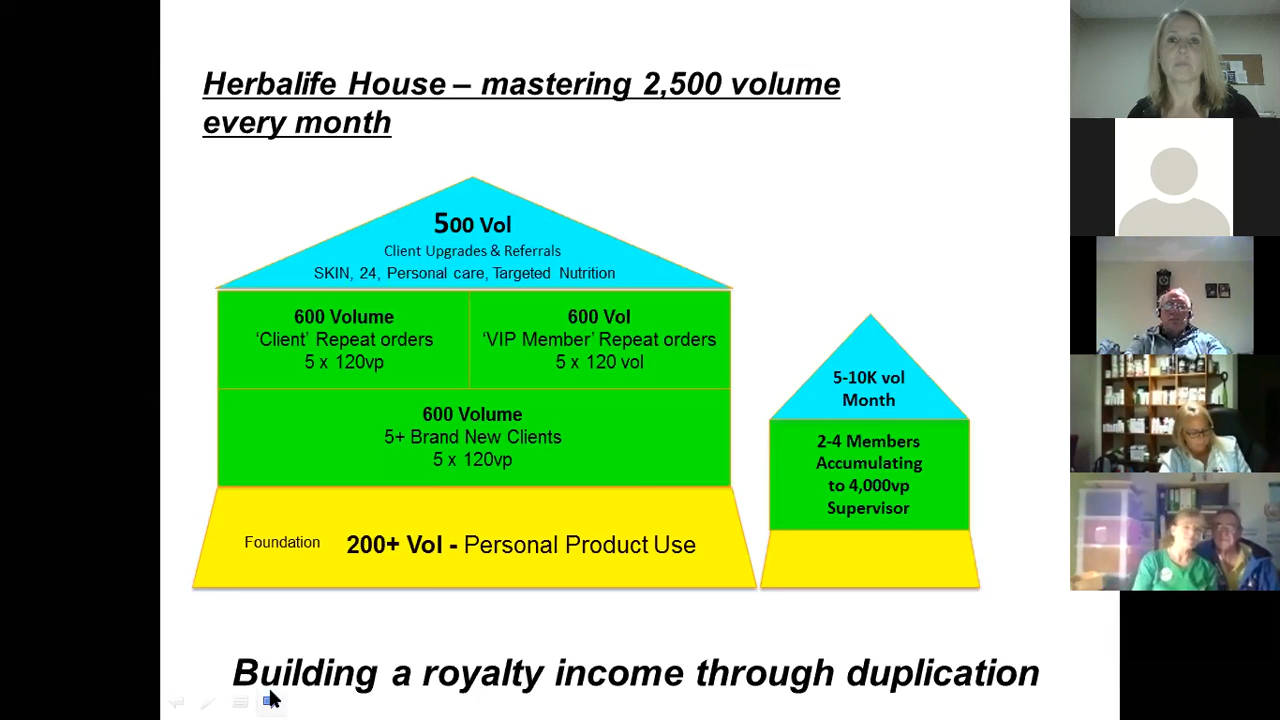 Herbalife House – mastering 2,500 volume
every month
500 Vol
Client Upgrades & Referrals
SKIN, 24, Personal care, Targeted Nutrition
600 Volume
‘Client’ Repeat orders
5 x 120vp
600 Vol
‘VIP Member’ Repeat orders
5 x 120 vol
600 Volume
5+ Brand New Clients
5 x 120vp
Foundation 200+ Vol - Personal Product Use
5-10K vol
Month
2-4 Members
Accumulating
to 4,000vp
Supervisor
Building a royalty income through duplication